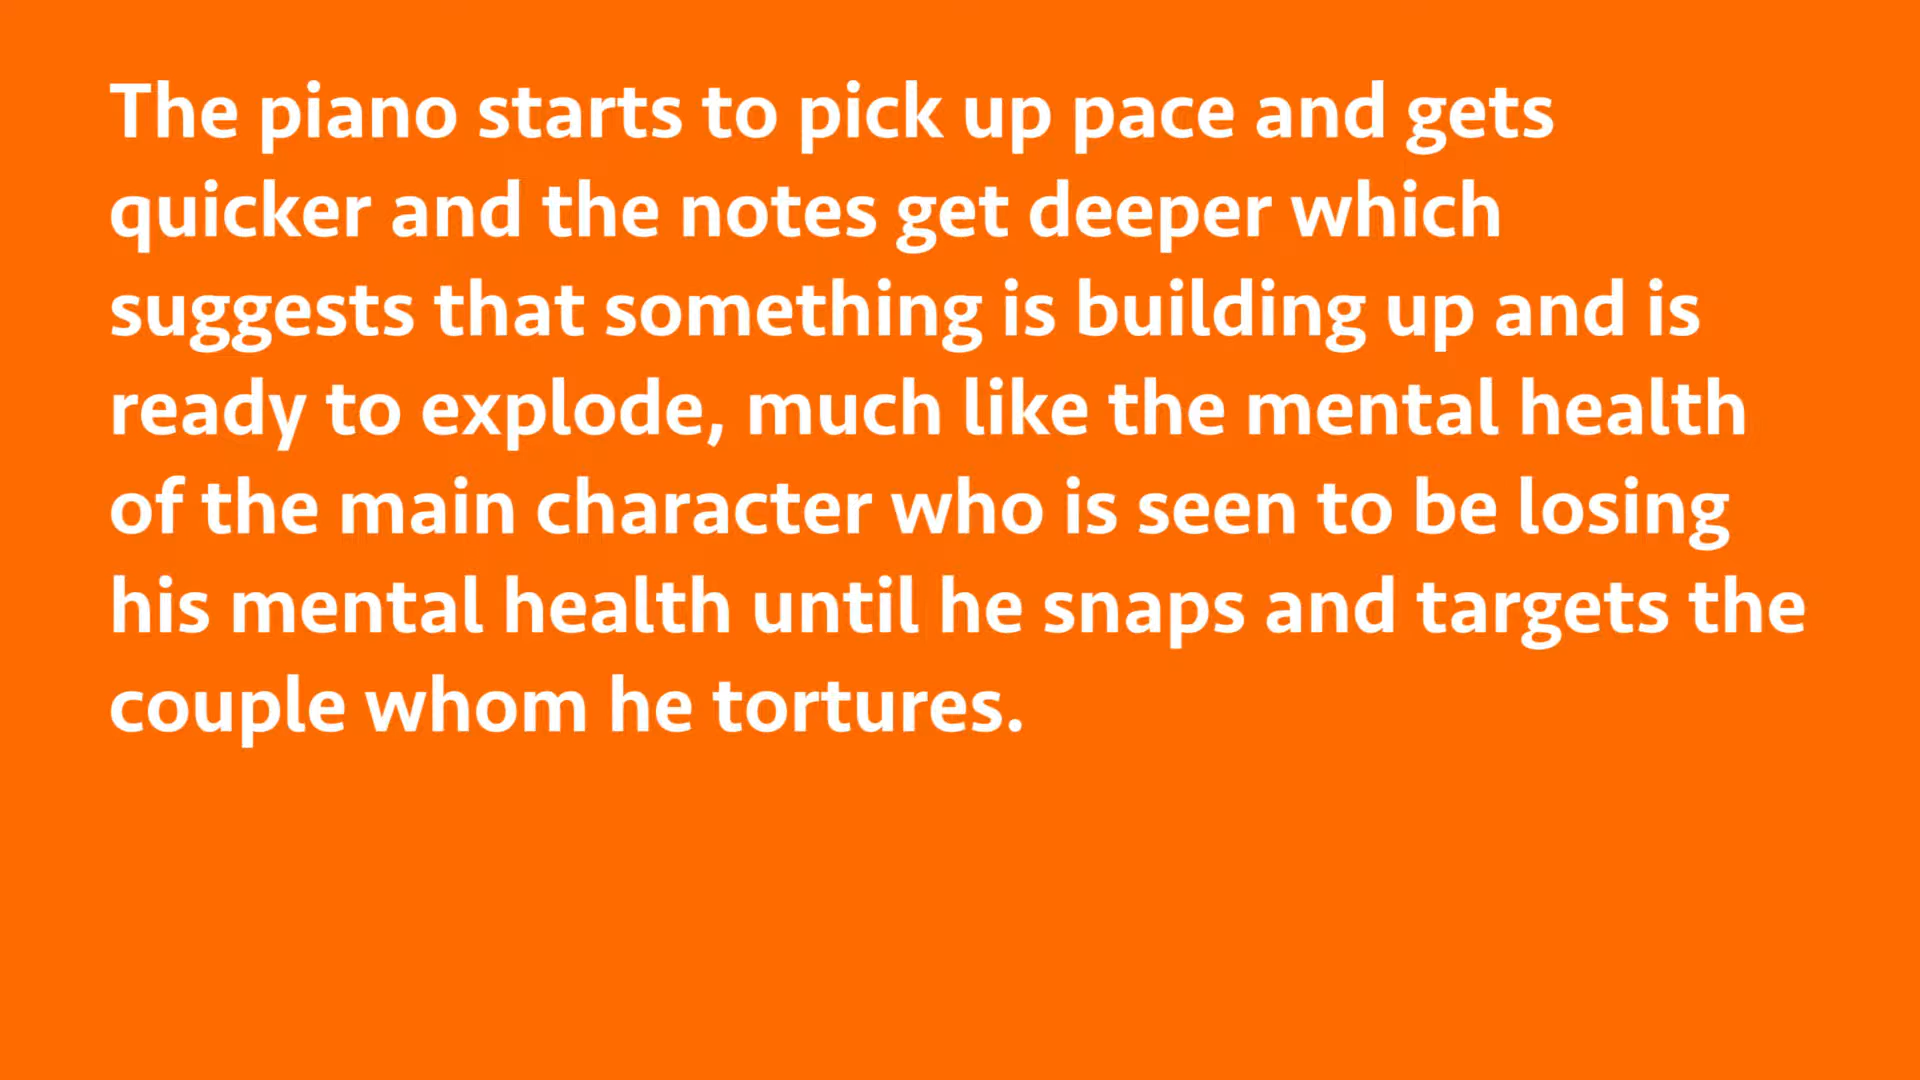 The piano starts to pick up pace and gets
quicker and the notes get deeper which
suggests that something is building up and is
ready to explode, much like the mental health
of the main character who is seen to be losing
his mental health until he snaps and targets the
couple whom he tortures.